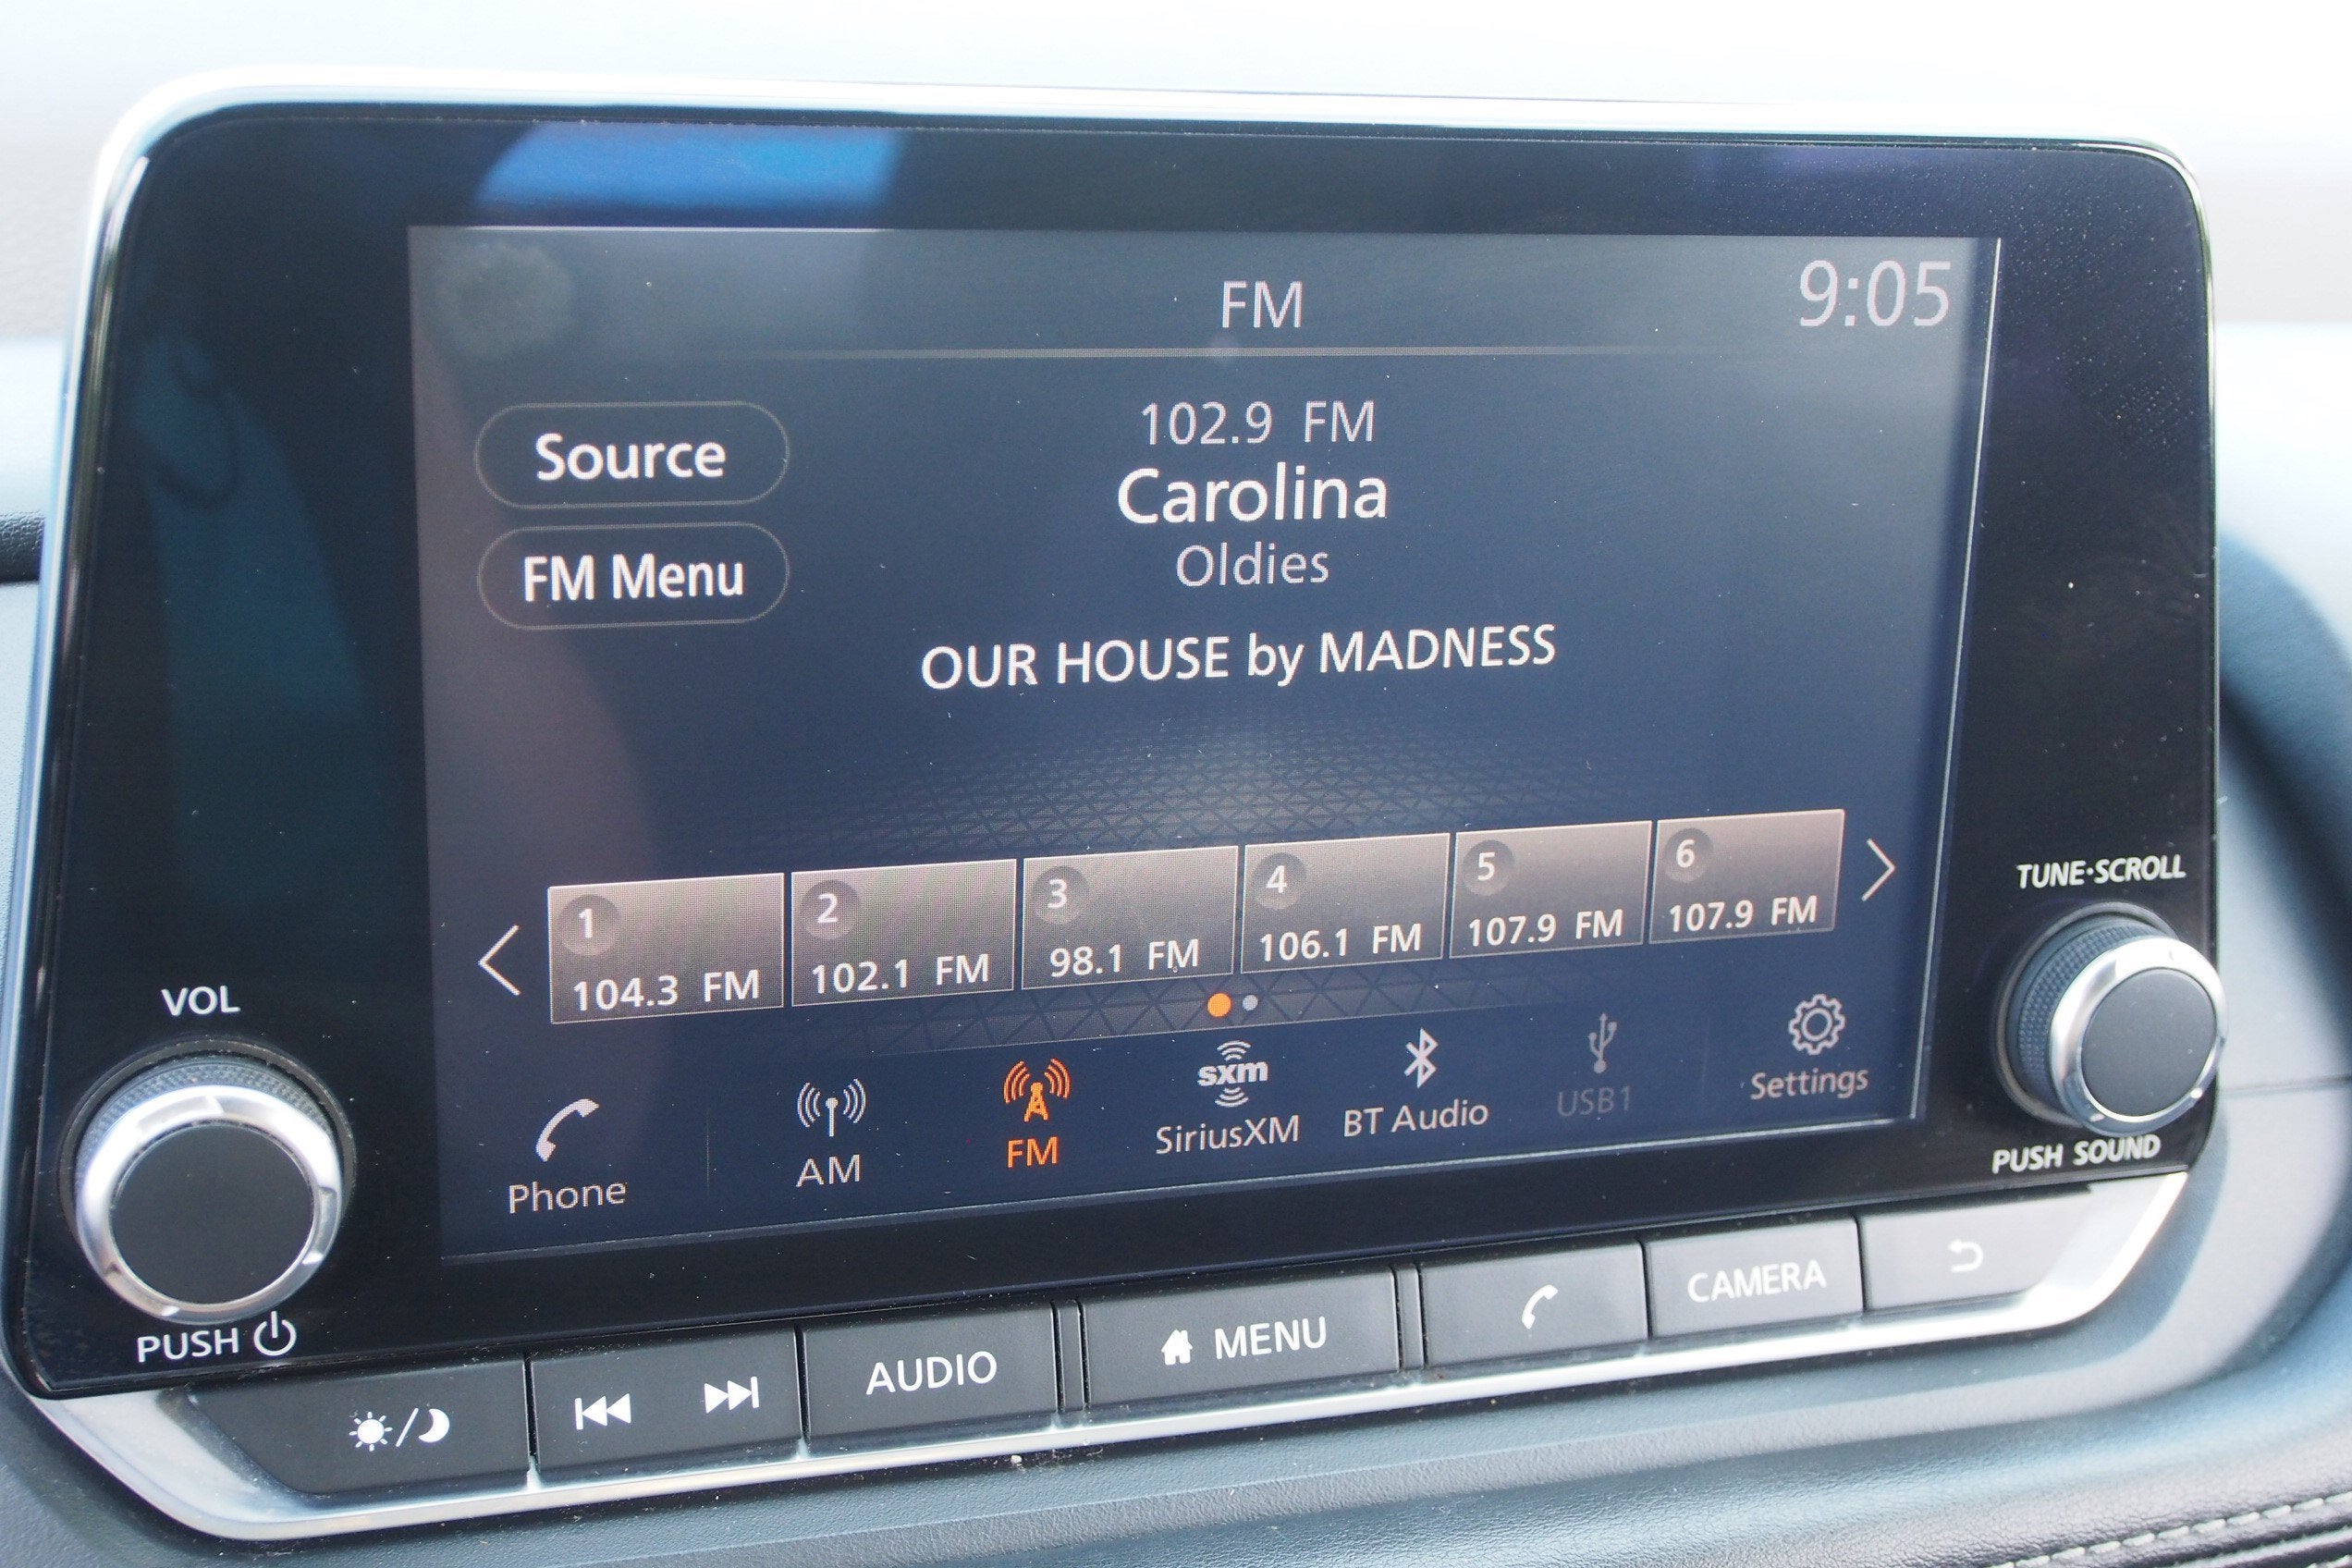 FM
9:05
Source
102.9 FM
Carolina
FM Menu
Oldies
OUR HOUSE by MADNESS
1
104.3 FM
2
102.1 FM
3
98.1 FM
4
106.1 FM
5
107.9 FM
6
107.9 FM
TUNE·SCROLL
VOL
Phone
AM
FM
sxm
SiriusXM
BT Audio
USB1
Settings
PUSH SOUND
PUSH
AUDIO
MENU
CAMERA